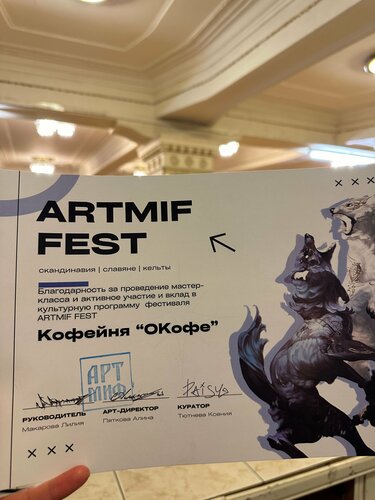 ARTMIF
FEST
скандинавия | славяне | кельты
Благодарность за проведение мастер-
класса и активное участие и вклад в
культурную программу фестиваля
ARTMIF FEST
Кофейня “ОКофе”
АРТ
МИФ
РУКОВОДИТЕЛЬ
АРТ-ДИРЕКТОР
КУРАТОР
Макарова Лилия
Пяткова Алина
Тютнева Ксения